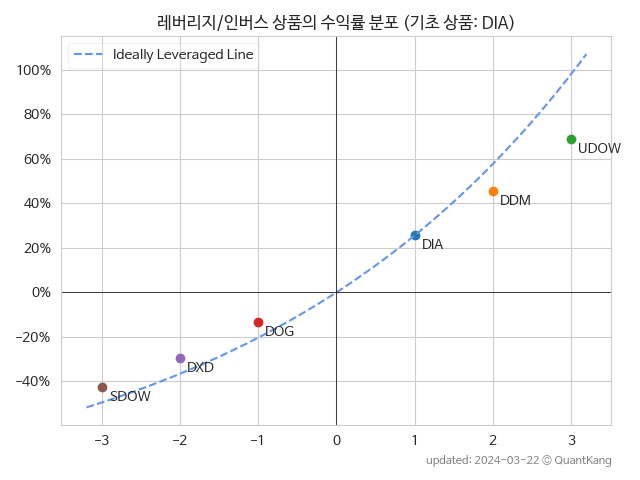 레버리지/인버스 상품의 수익률 분포 (기초 상품: DIA)
Ideally Leveraged Line
100%
80%
60%
40%
20%
0%
−20%
−40%
UDOW
DDM
DIA
DOG
DXD
SDOW
−3 −2 −1 0 1 2 3
updated: 2024-03-22 © QuantKang